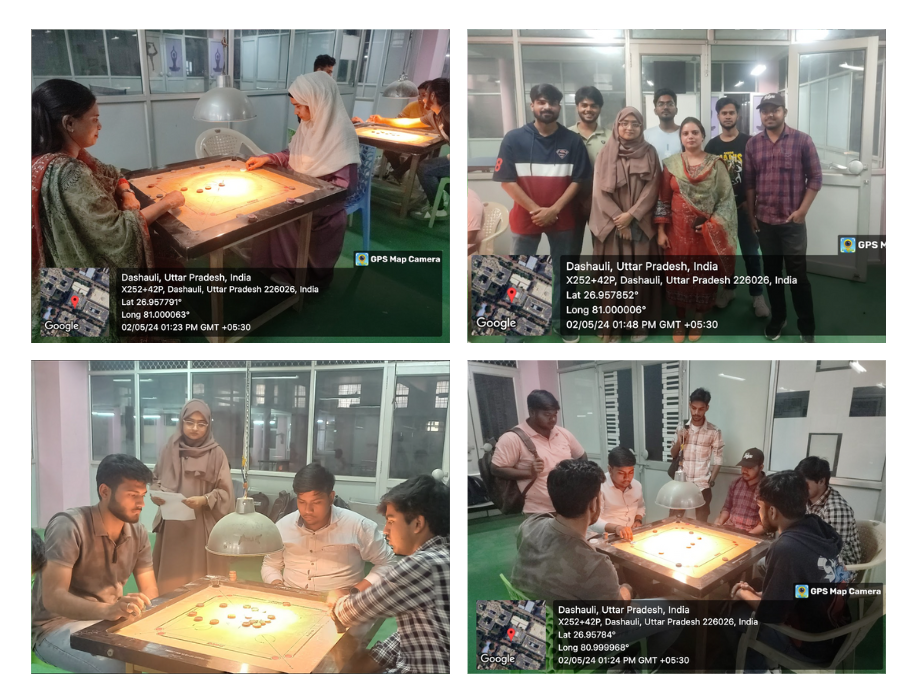 GPS Map Camera
Dashauli, Uttar Pradesh, India
X252+42P, Dashauli, Uttar Pradesh 226026, India
Lat 26.957791°
Long 81.000063°
02/05/24 01:23 PM GMT +05:30
Google
GPS M
Dashauli, Uttar Pradesh, India
X252+42P, Dashauli, Uttar Pradesh 226026, India
Lat 26.957852°
Long 81.000006°
02/05/24 01:48 PM GMT +05:30
Google
GPS Map Camera
Dashauli, Uttar Pradesh, India
X252+42P, Dashauli, Uttar Pradesh 226026, India
Lat 26.95784°
Long 80.999968°
02/05/24 01:24 PM GMT +05:30
Google